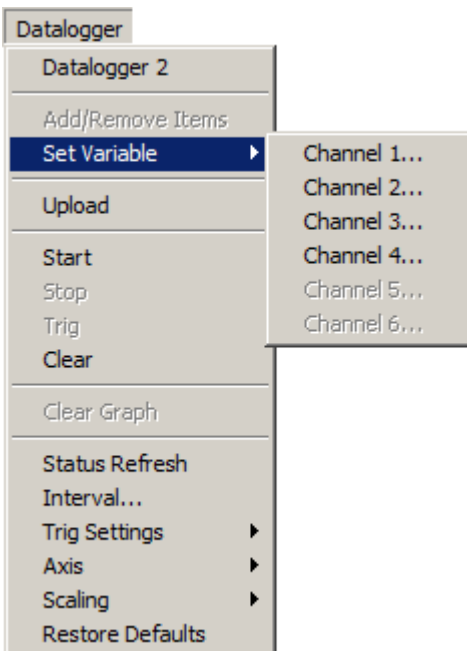 Datalogger
Datalogger 2
Add/Remove Items
Set Variable
Channel 1...
Channel 2...
Channel 3...
Channel 4...
Channel 5...
Channel 6...
Upload
Start
Stop
Trig
Clear
Clear Graph
Status Refresh
Interval...
Trig Settings
Axis
Scaling
Restore Defaults